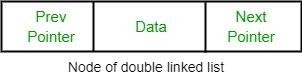 Prev Data Next
Pointer Pointer
Node of double linked list